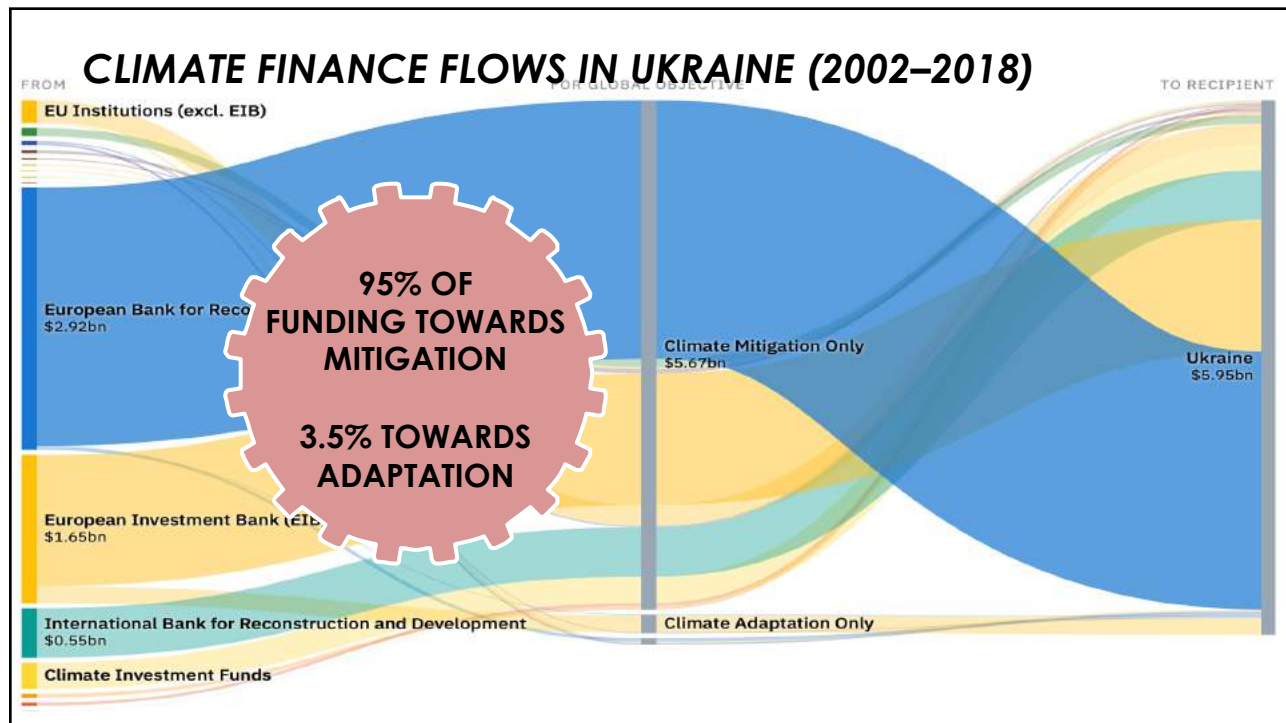 CLIMATE FINANCE FLOWS IN UKRAINE (2002–2018)
FROM
FOR GLOBAL OBJECTIVE
TO RECIPIENT
EU Institutions (excl. EIB)
European Bank for Reco
$2.92bn
European Investment Bank (EIB
$1.65bn
International Bank for Reconstruction and Development
$0.55bn
Climate Investment Funds
95% OF
FUNDING TOWARDS
MITIGATION
3.5% TOWARDS
ADAPTATION
Climate Mitigation Only
$5.67bn
Climate Adaptation Only
Ukraine
$5.95bn